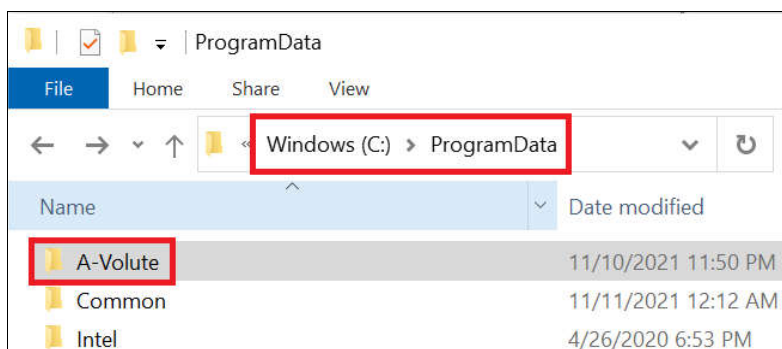 ProgramData
File Home Share View
« Windows (C:) > ProgramData
Name Date modified
A-Volute 11/10/2021 11:50 PM
Common 11/11/2021 12:12 AM
Intel 4/26/2020 6:53 PM